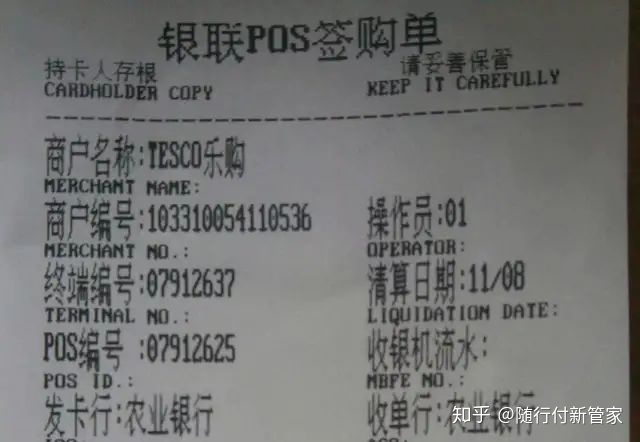 银联POS签购单
持卡人存根 请妥善保管
CARDHOLDER COPY KEEP IT CAREFULLY
商户名称:TESCO乐购
MERCHANT NAME:
商户编号:103310054110536 操作员:01
MERCHANT NO.: OPERATOR:
终端编号:07912637 清算日期:11/08
TERMINAL NO.: LIQUIDATION DATE:
POS编号 :07912625 收银机流水:
POS ID.: MBFE NO.:
发卡行:农业银行 收单行:农业银行
知乎 @随行付新管家